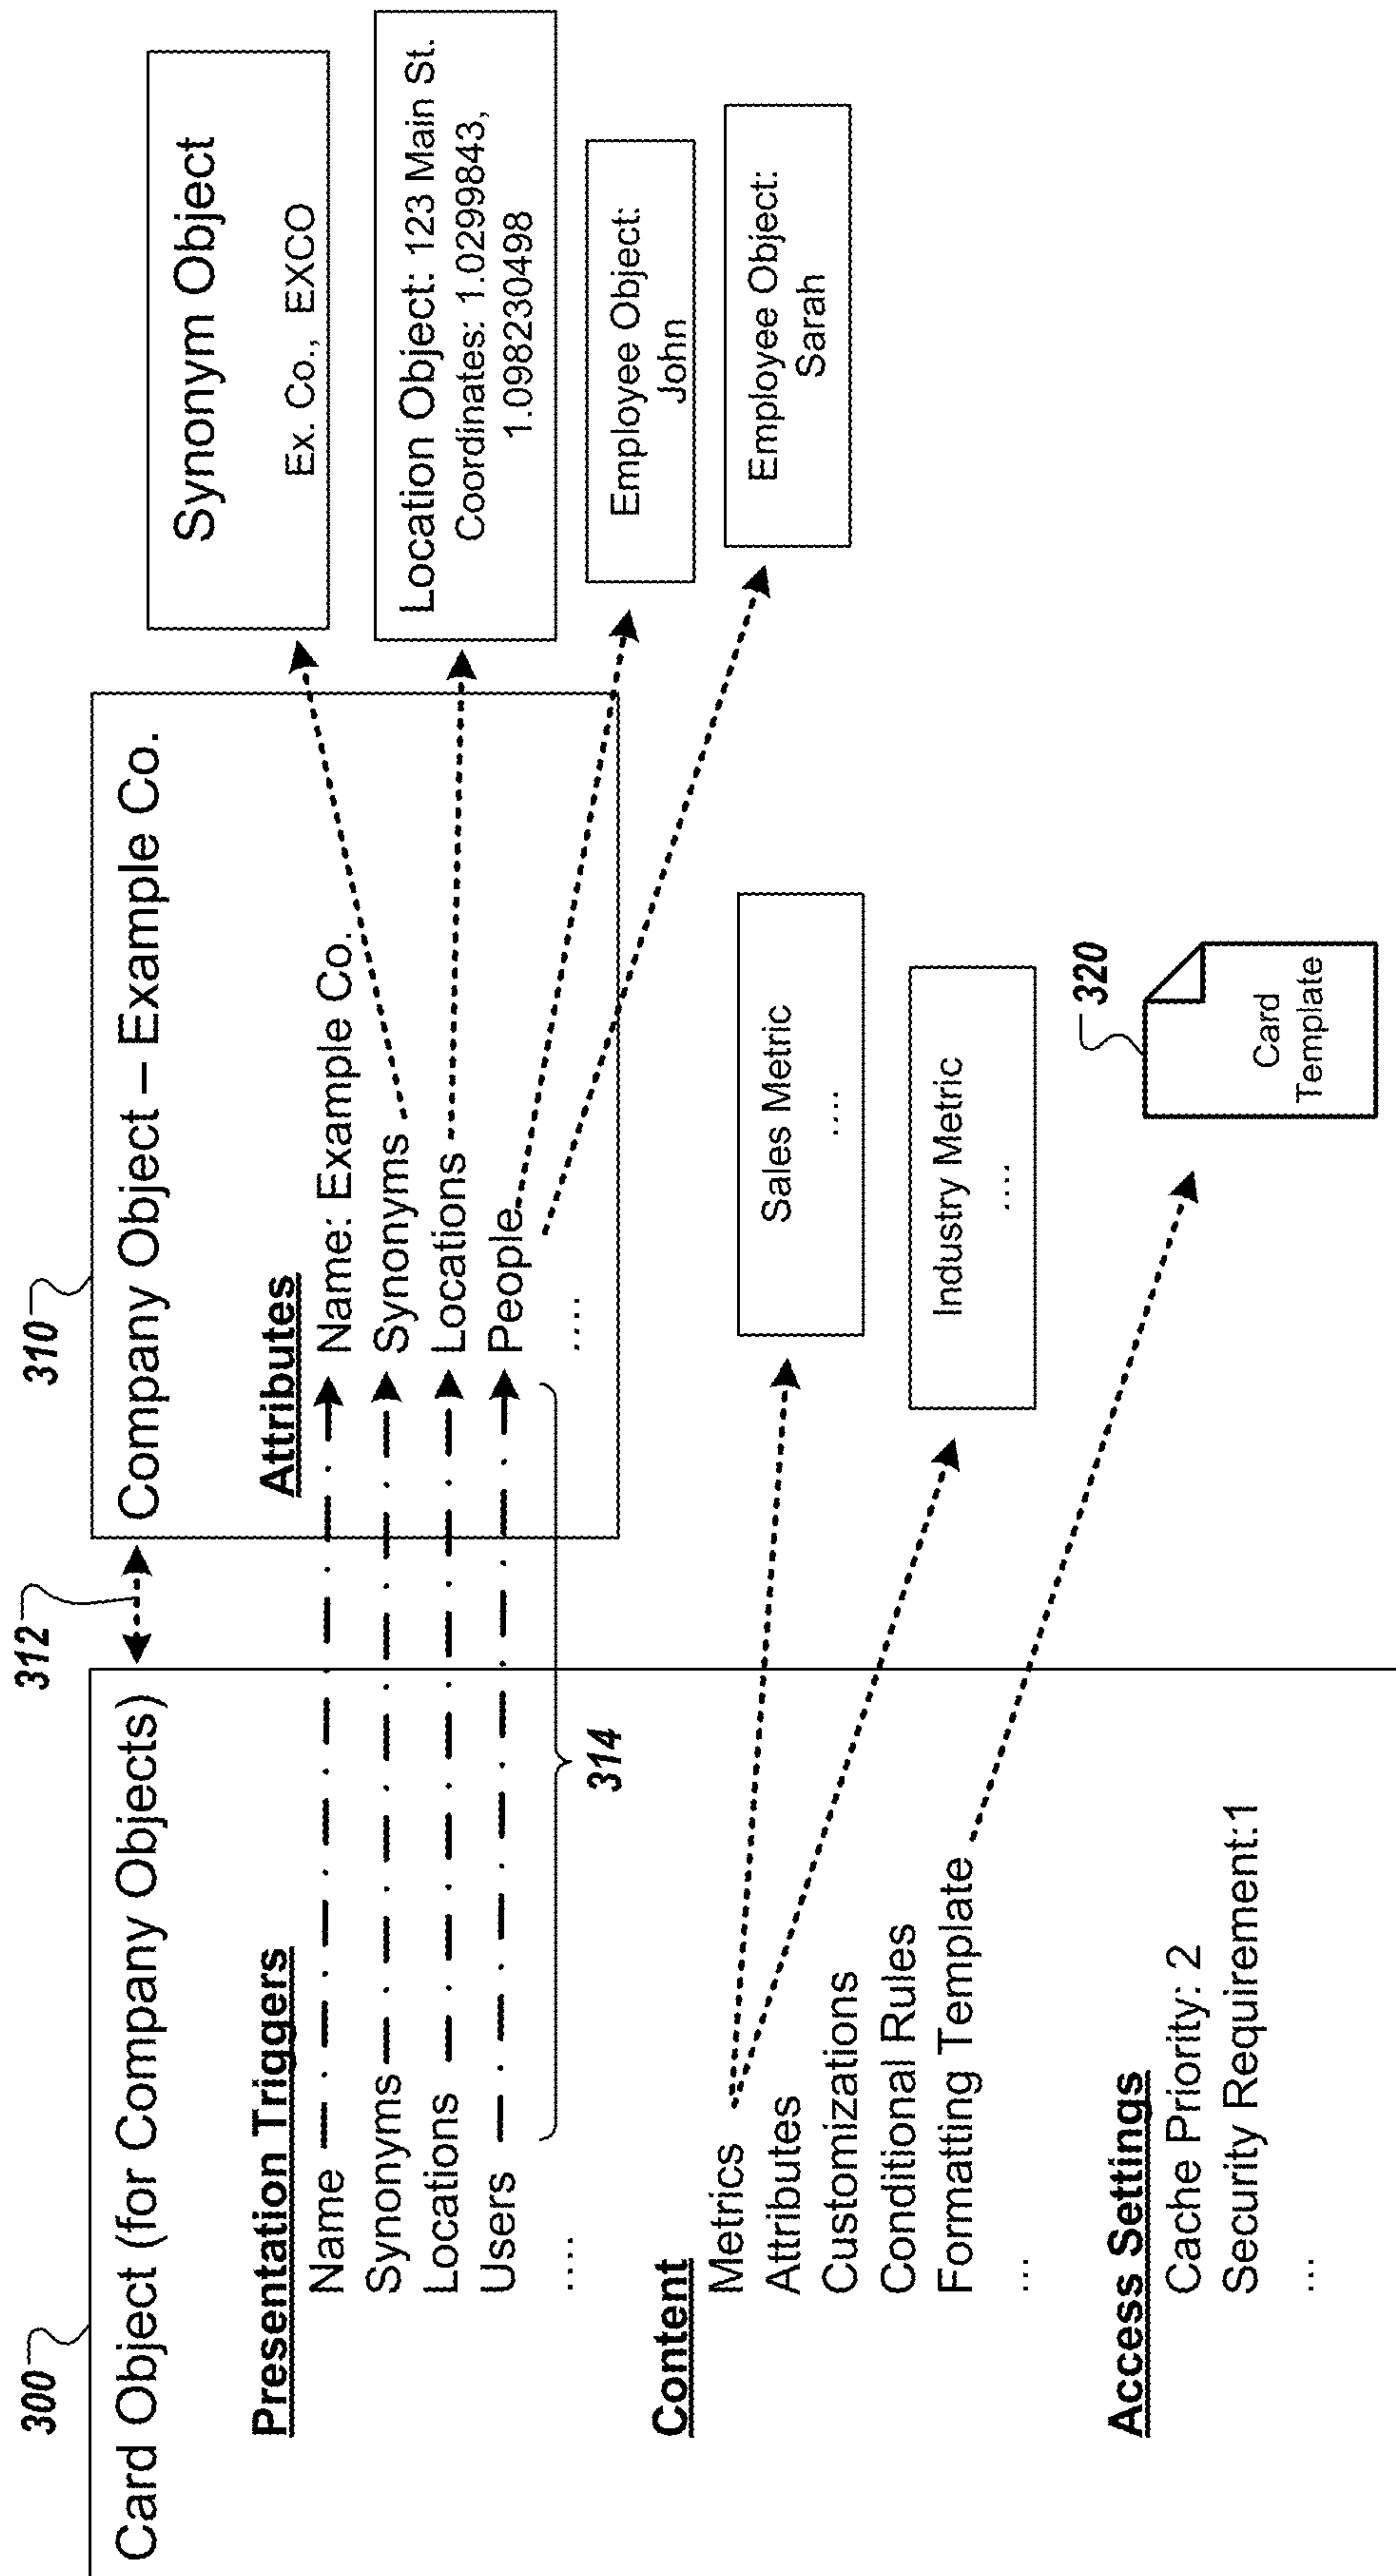 300
Card Object (for Company Objects)
Presentation Triggers
Name
Synonyms
Locations
Users
....
Content
Metrics
Attributes
Customizations
Conditional Rules
Formatting Template
...
Access Settings
Cache Priority: 2
Security Requirement:1
...
312
314
310
Company Object – Example Co.
Attributes
Name: Example Co.
Synonyms
Locations
People
....
Synonym Object
Ex. Co., EXCO
Location Object: 123 Main St.
Coordinates: 1.0299843,
1.098230498
Employee Object:
John
Employee Object:
Sarah
Sales Metric
....
Industry Metric
....
320
Card
Template